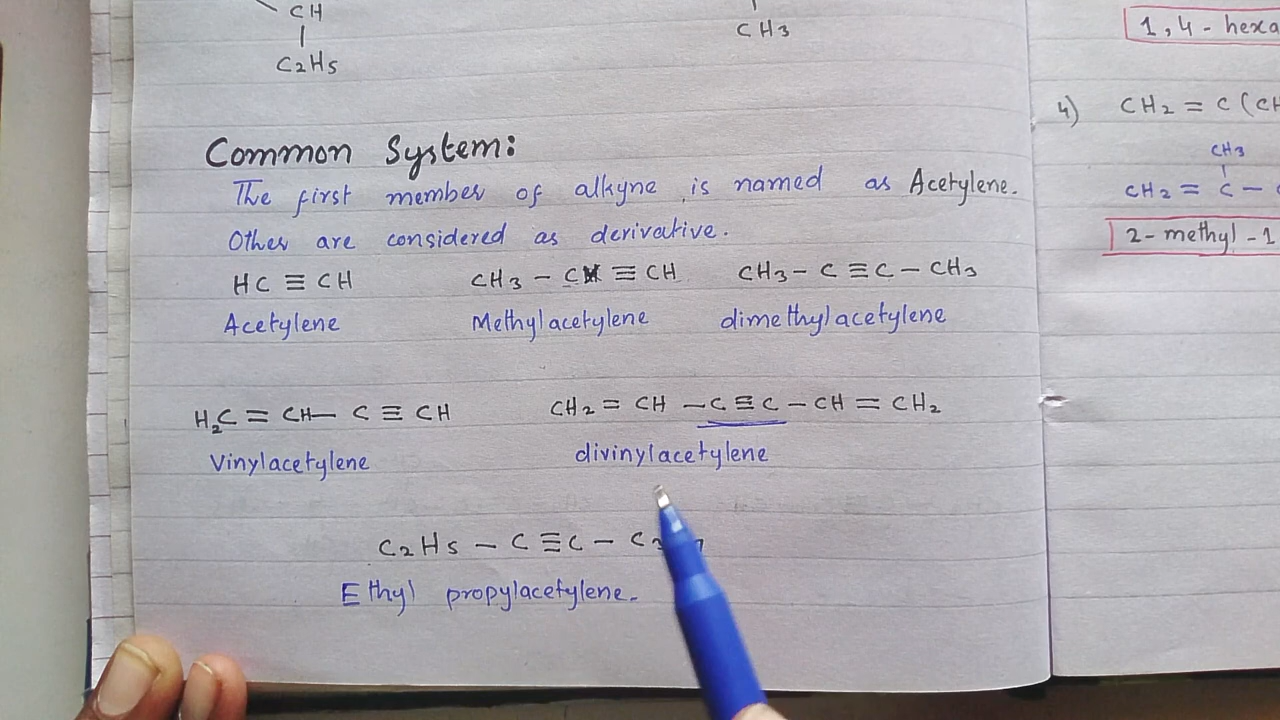 CH
C2H5
CH3
Common System:
The first member of alkyne is named as Acetylene.
Other are considered as derivative.
HC ≡ CH
CH3 - C ≡ CH
CH3 - C ≡ C - CH3
Acetylene
Methylacetylene
dimethylacetylene
H2C = CH - C ≡ CH
CH2 = CH - C ≡ C - CH = CH2
Vinylacetylene
divinylacetylene
C2H5 - C ≡ C - C
Ethyl propylacetylene.
1,4 - hexa
4) CH2 = C (CH
CH3
CH2 = C -
2- methyl - 1